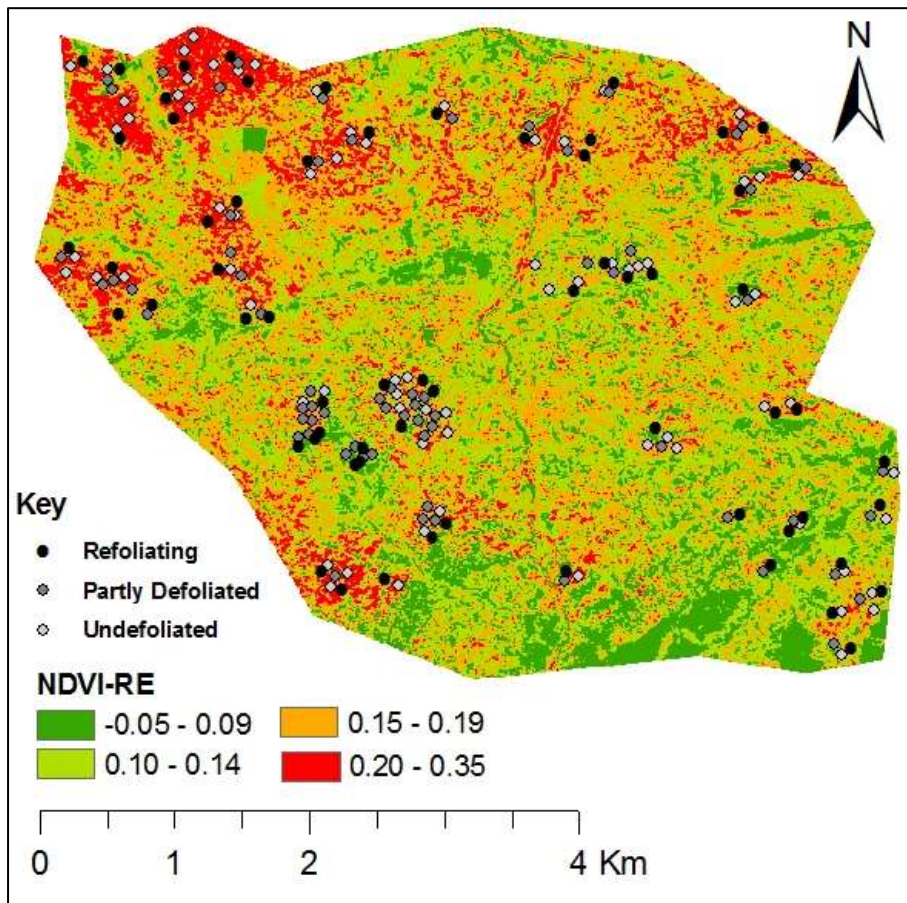 N
Key
Refoliating
Partly Defoliated
Undefoliated
NDVI-RE
-0.05 - 0.09 0.15 - 0.19
0.10 - 0.14 0.20 - 0.35
0 1 2 4 Km